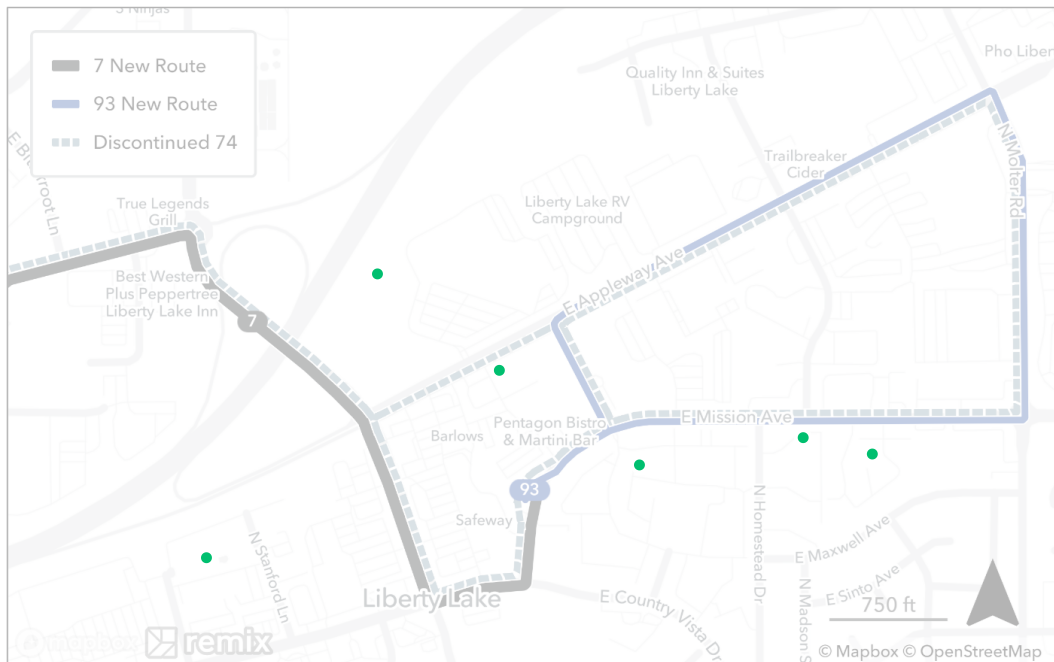 S Ninjas
7 New Route
93 New Route
Discontinued 74
Pho Liber
Quality Inn & Suites
Liberty Lake
N Molter Rd
Trailbreaker
Cider
True Legends
Grill
Liberty Lake RV
Campground
Best Western
Plus Peppertree
Liberty Lake Inn
E Appleway Ave
7
E Mission Ave
Pentagon Bistro
& Martini Bar
Barlows
93
Safeway
N Stanford Ln
N Homestead Dr
E Maxwell Ave
E Sinto Ave
N Madson S
Liberty Lake
E Country Vista Dr
750 ft
mapbox
remix
© Mapbox © OpenStreetMap